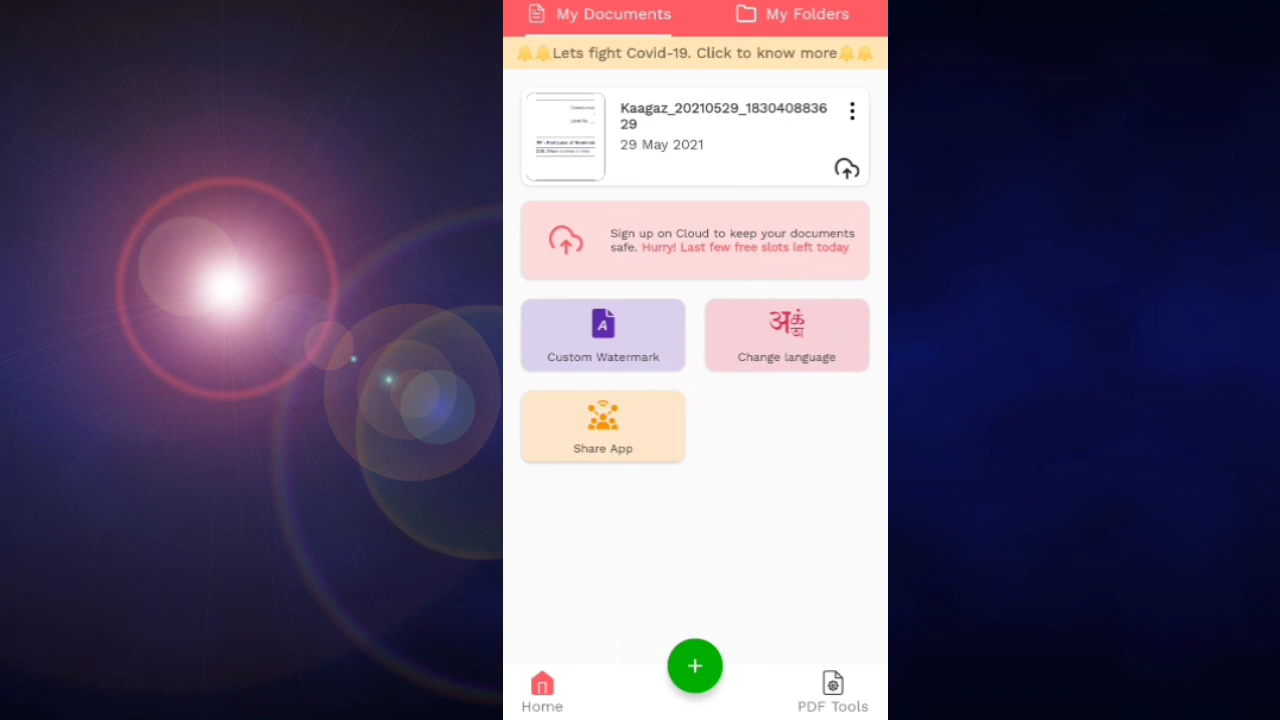 My Documents
My Folders
Lets fight Covid-19. Click to know more
Kaagaz_20210529_1830408836
29
29 May 2021
Sign up on Cloud to keep your documents
safe. Hurry! Last few free slots left today
A
Custom Watermark
Change language
Share App
+
Home
PDF Tools